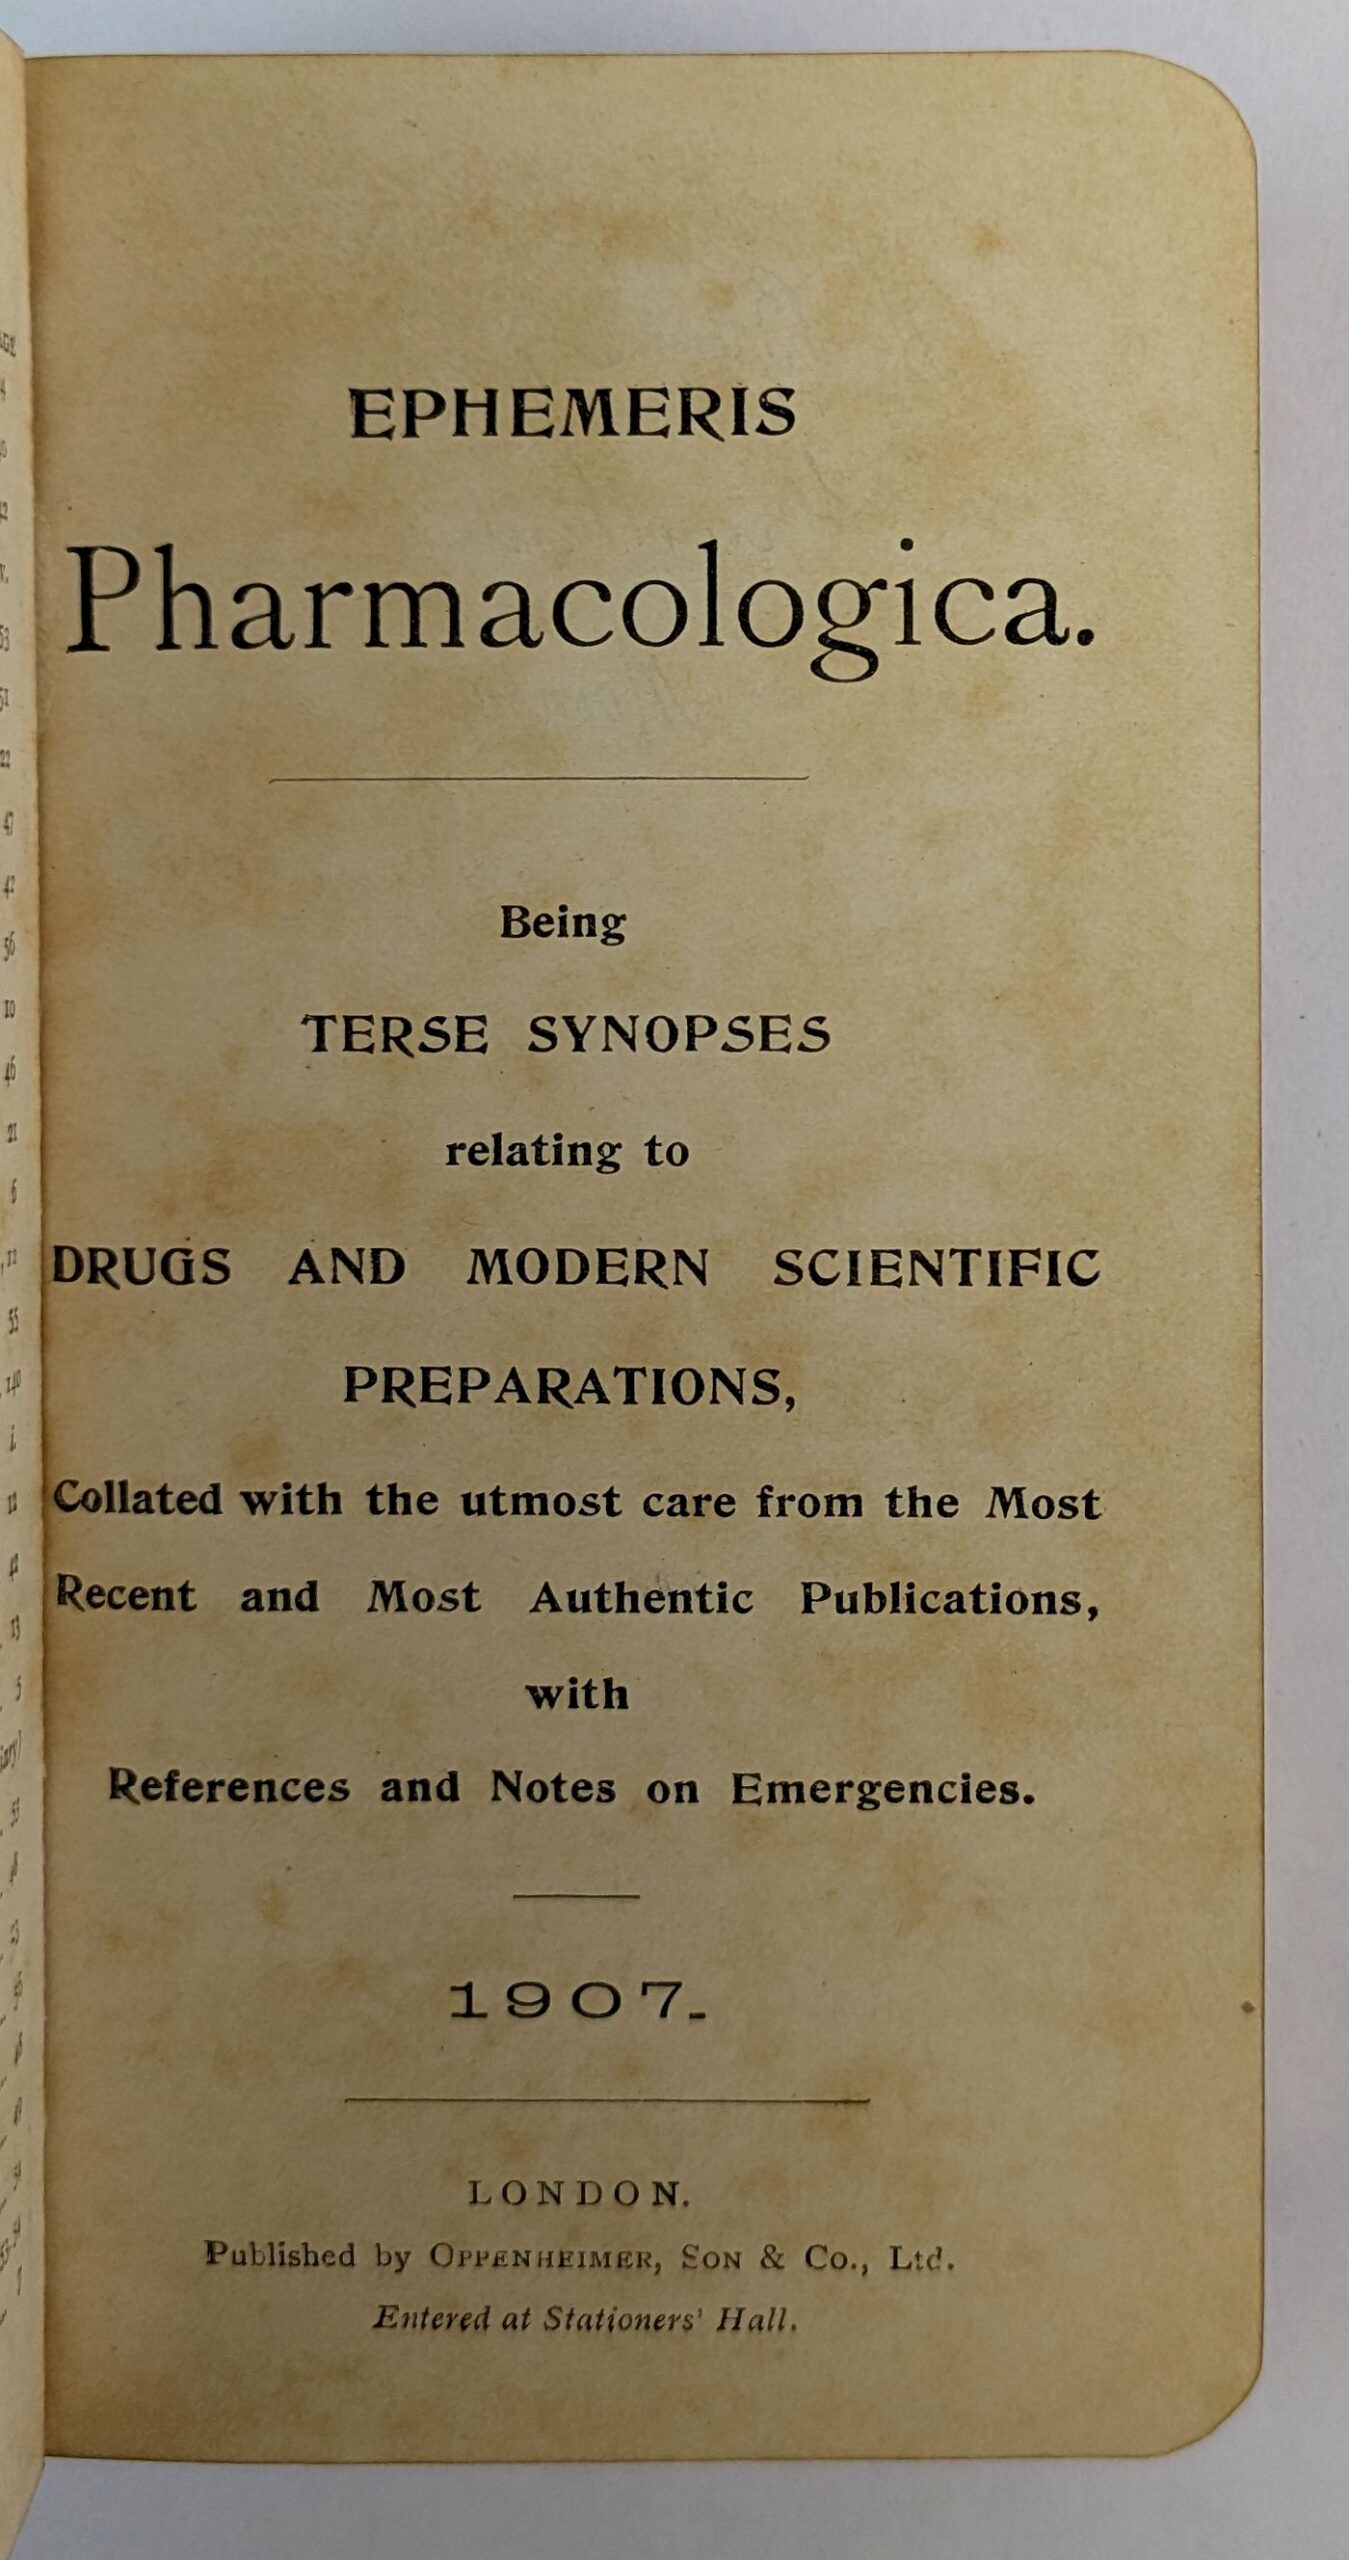 EPHEMERIS
Pharmacologica.
Being
TERSE SYNOPSES
relating to
DRUGS AND MODERN SCIENTIFIC
PREPARATIONS,
Collated with the utmost care from the Most
Recent and Most Authentic Publications,
with
References and Notes on Emergencies.
1907.
LONDON.
Published by OPPENHEIMER, SON & Co., Ltd.
Entered at Stationers' Hall.